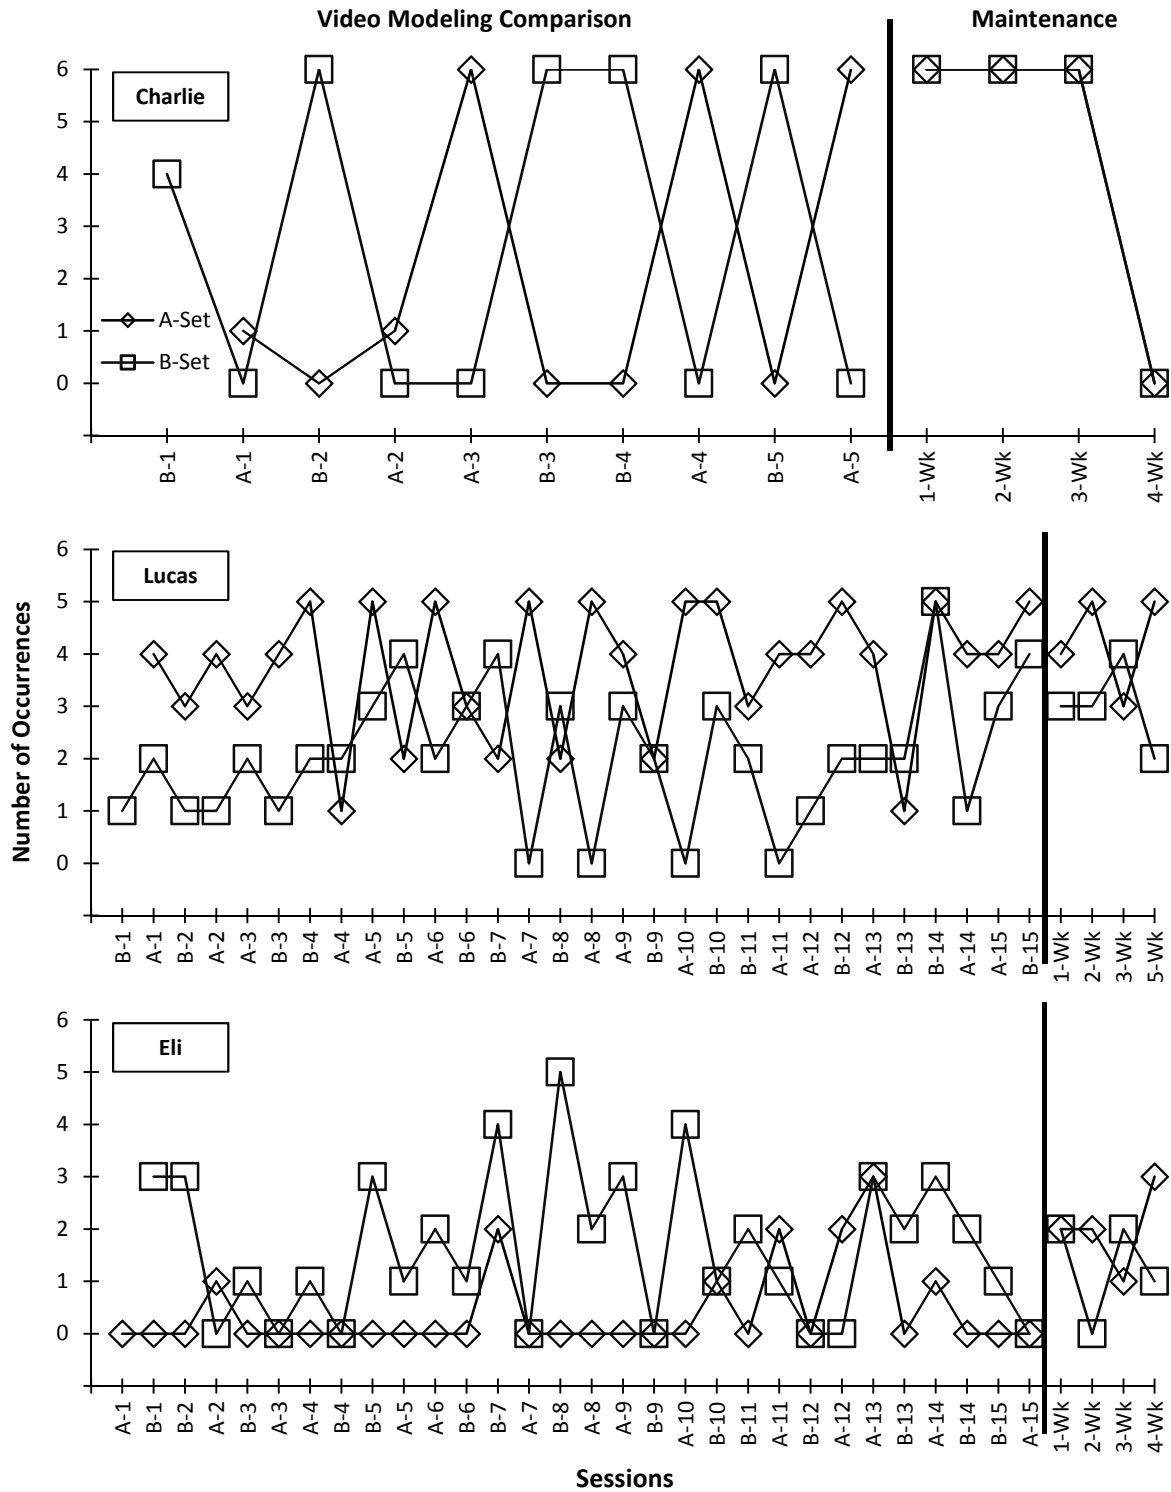 Video Modeling Comparison Maintenance
6
Charlie
5
4
3
2
1
0
A-Set
B-Set
B-1 A-1 B-2 A-2 A-3 B-3 B-4 A-4 B-5 A-5 1-Wk 2-Wk 3-Wk 4-Wk
Number of Occurrences
6
Lucas
5
4
3
2
1
0
B-1 A-1 B-2 A-2 A-3 B-3 B-4 A-4 A-5 B-5 A-6 B-6 B-7 A-7 B-8 A-8 A-9 B-9 A-10 B-10 B-11 A-11 A-12 B-12 A-13 B-13 B-14 A-14 A-15 B-15 1-Wk 2-Wk 3-Wk 5-Wk
6
Eli
5
4
3
2
1
0
A-1 B-1 B-2 A-2 B-3 A-3 A-4 B-4 B-5 A-5 A-6 B-6 B-7 A-7 B-8 A-8 A-9 B-9 A-10 B-10 B-11 A-11 B-12 A-12 A-13 B-13 A-14 B-14 B-15 A-15 1-Wk 2-Wk 3-Wk 4-Wk
Sessions